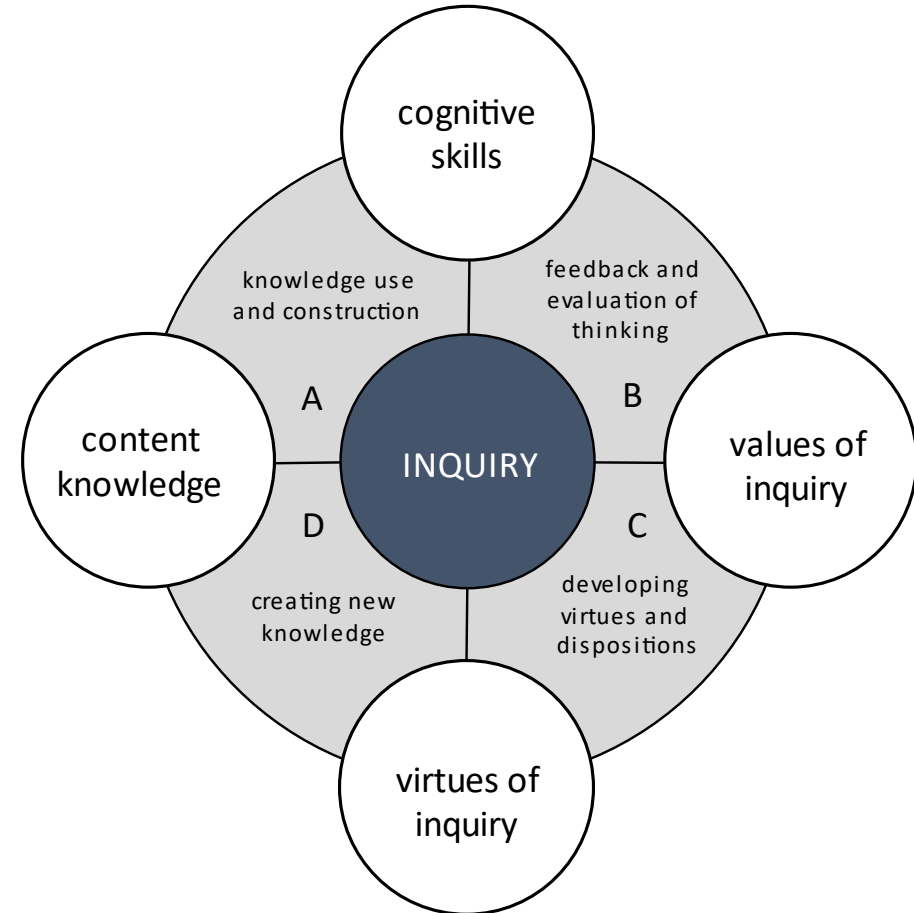 cognitive
skills
knowledge use
and construction
feedback and
evaluation of
thinking
A
B
content
knowledge
INQUIRY
values of
inquiry
D
C
creating new
knowledge
developing
virtues and
dispositions
virtues of
inquiry